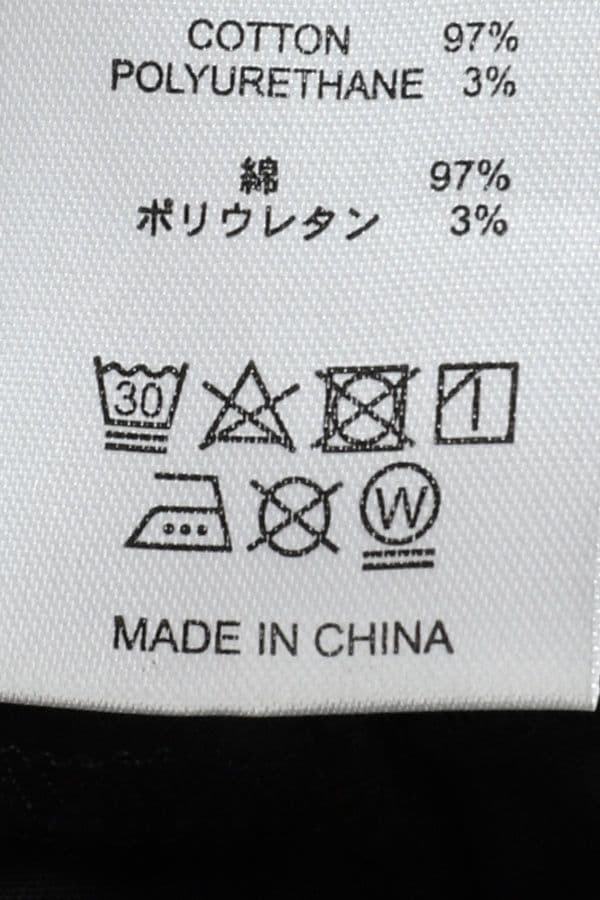 COTTON 97%
POLYURETHANE 3%
綿 97%
ポリウレタン 3%
30
W
MADE IN CHINA